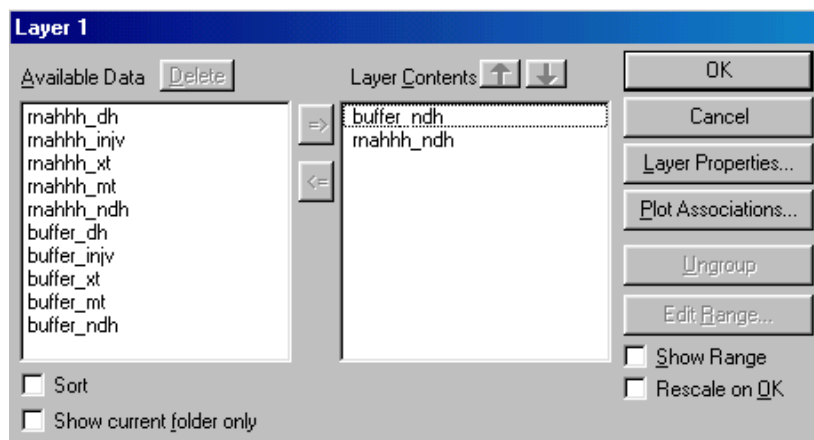 Layer 1
Available Data Delete Layer Contents OK
rnahhh_dh
rnahhh_injv
rnahhh_xt
rnahhh_mt
rnahhh_ndh
buffer_dh
buffer_injv
buffer_xt
buffer_mt
buffer_ndh
=>
<=
buffer_ndh
rnahhh_ndh
Cancel
Layer Properties...
Plot Associations...
Ungroup
Edit Range...
Show Range
Rescale on OK
Sort
Show current folder only